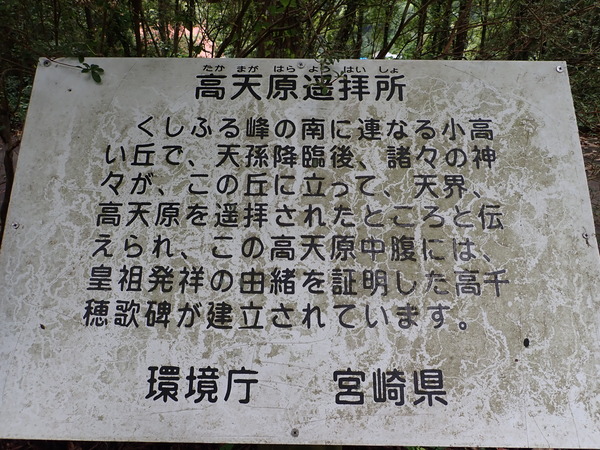 たか まが はら よう はい しょ
高天原遥拝所
くしふる峰の南に連なる小高
い丘で、天孫降臨後、諸々の神
々が、この丘に立って、天界、
高天原を遥拝されたところと伝
えられ、この高天原中腹には、
皇祖発祥の由緒を証明した高千
穂歌碑が建立されています。
環境庁 宮崎県